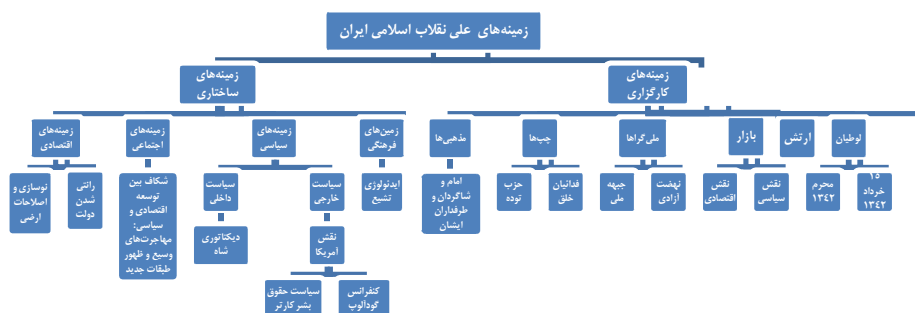 زمینه‌های علی نقلاب اسلامی ایران
زمینه‌های
کارگزاری
زمینه‌های
ساختاری
لوطیان
ارتش
بازار
ملی‌گراها
چپ‌ها
مذهبی‌ها
زمین‌های
فرهنگی
زمینه‌های
سیاسی
زمینه‌های
اجتماعی
زمینه‌های
اقتصادی
۱۵
خرداد
۱۳٤۲
محرم
۱۳٤۲
نقش
سیاسی
نقش
اقتصادی
نهضت
آزادی
جبهه
ملی
فدائیان
خلق
حزب
توده
امام و
شاگردان و
طرفداران
ایشان
ایدئولوژی
تشیع
سیاست
خارجی
سیاست
داخلی
شکاف بین
توسعه
اقتصادی و
سیاسی:
مهاجرت‌های
وسیع و ظهور
طبقات جدید
رانتی
شدن
دولت
نوسازی و
اصلاحات
ارضی
نقش
آمریکا
دیکتاتوری
شاه
کنفرانس
گودآلوپ
سیاست حقوق
بشر کارتر